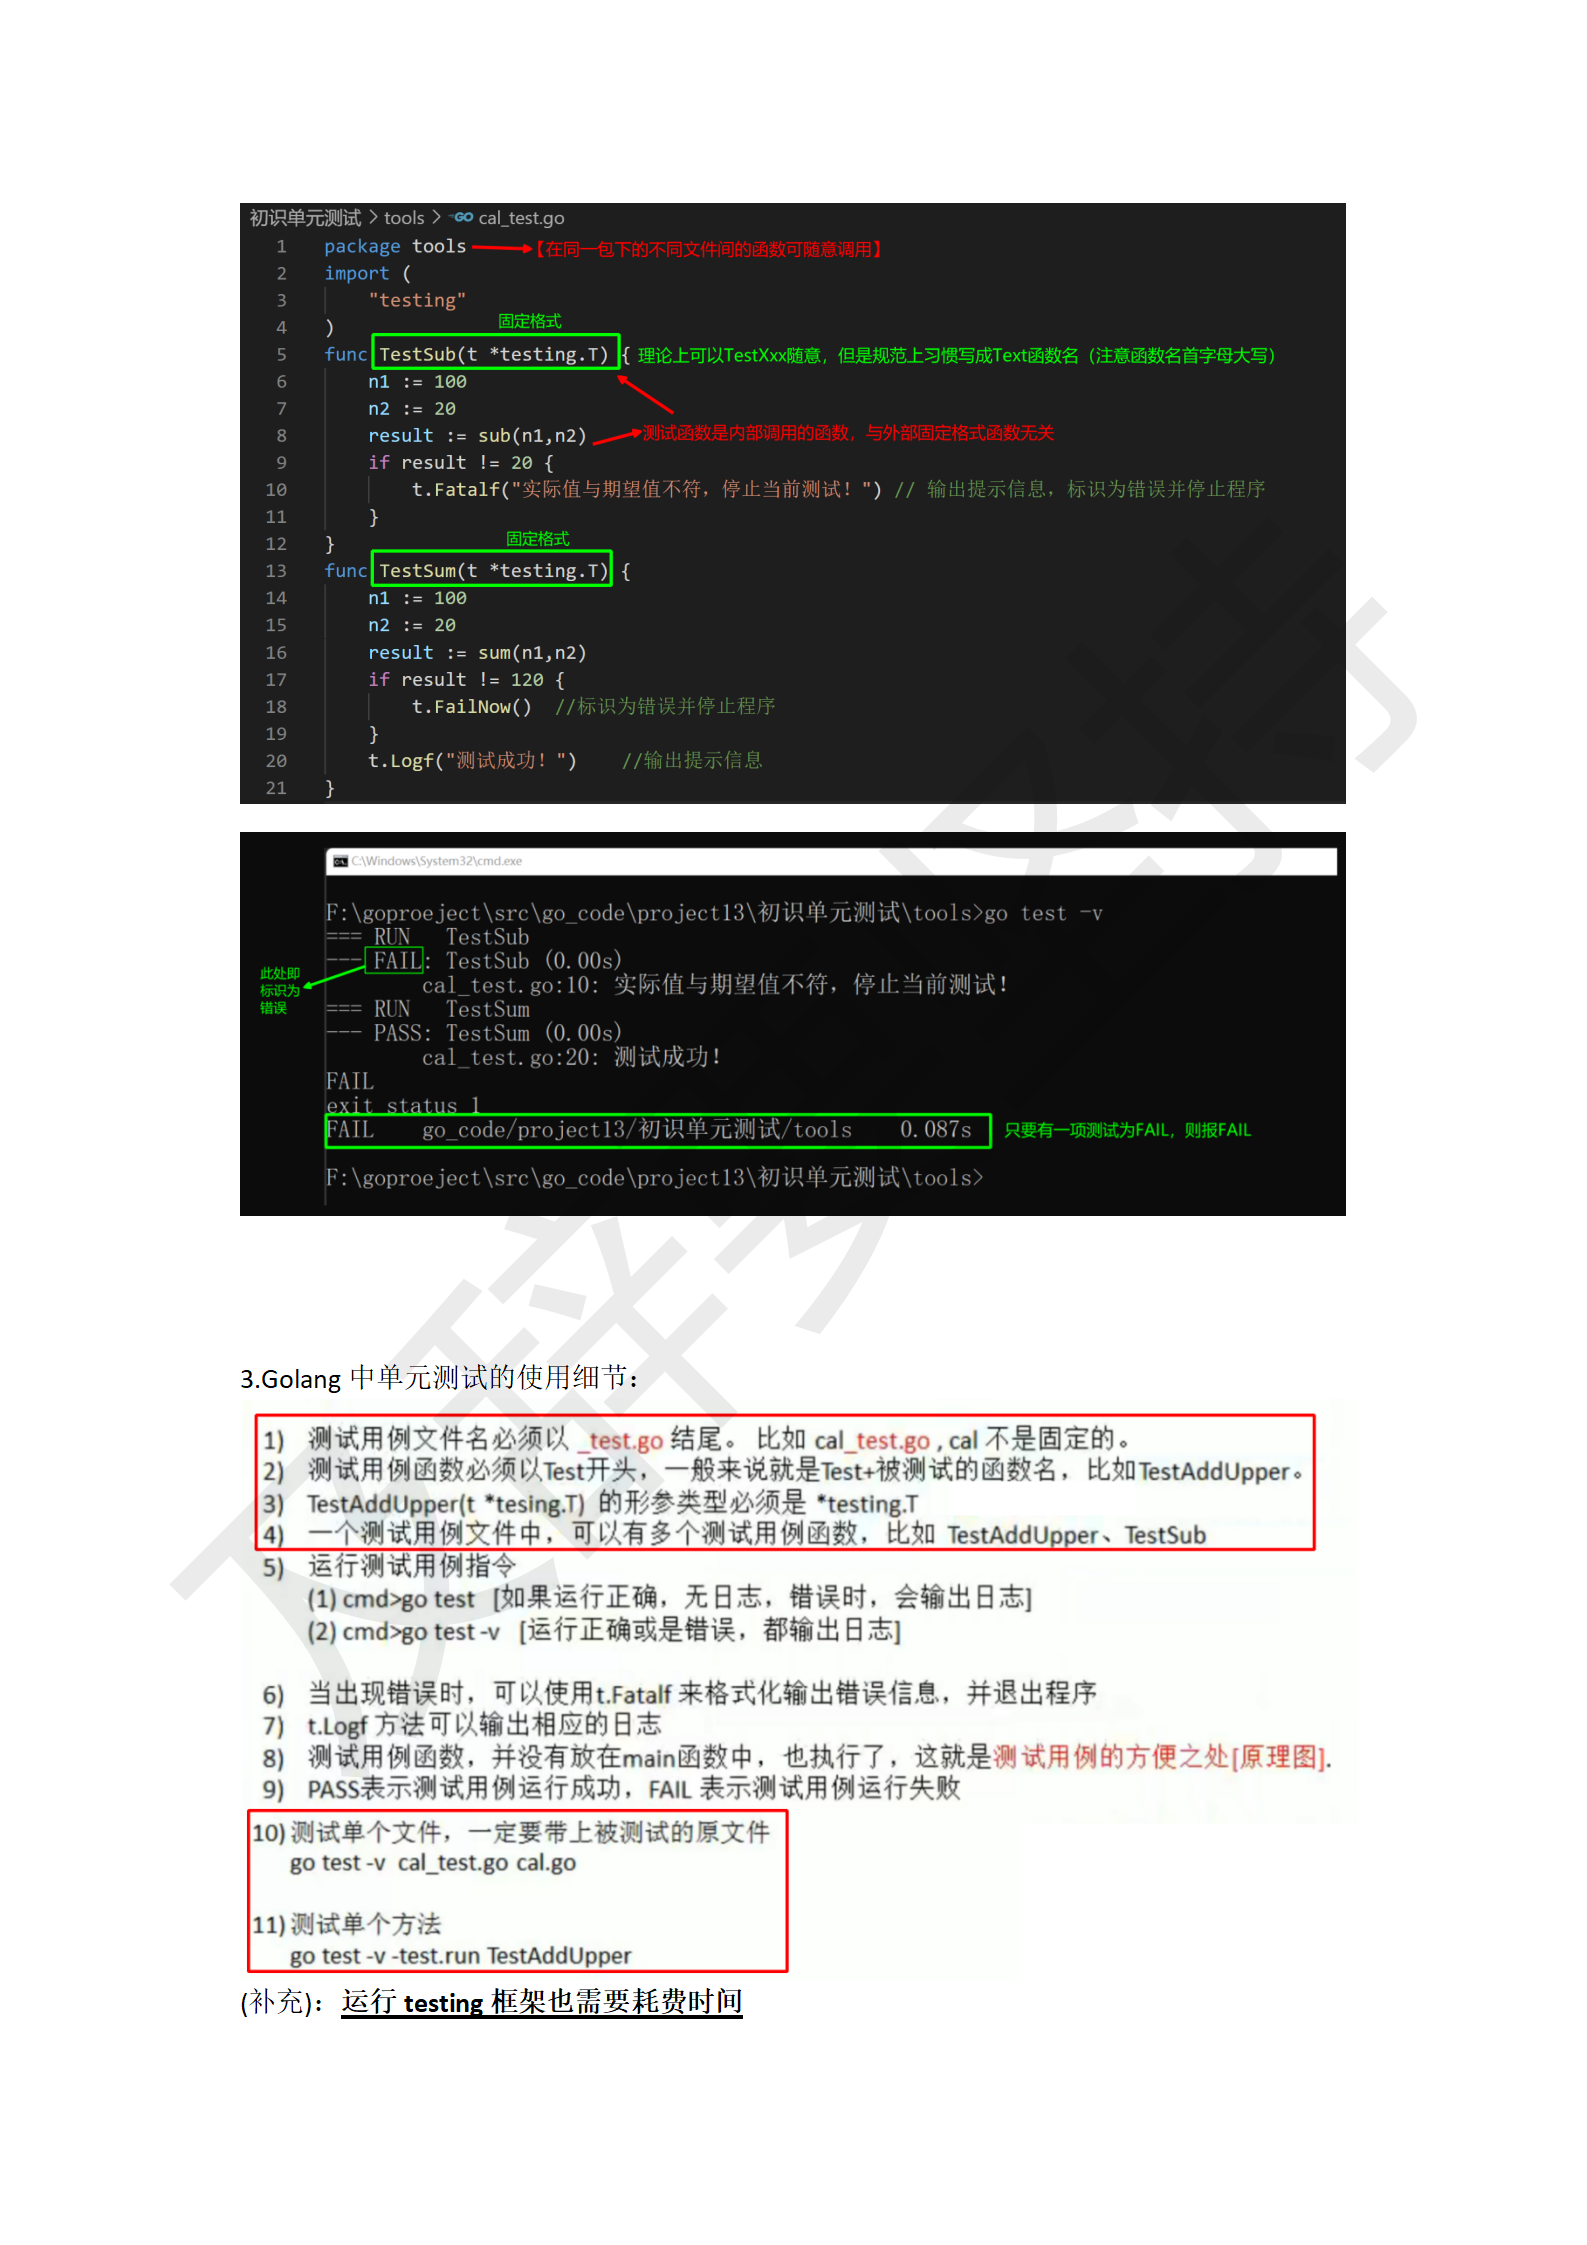 初识单元测试 > tools > GO cal_test.go
1 package tools 【在同一包下的不同文件间的函数可随意调用】
2 import (
3 "testing"
4 )
固定格式
5 func TestSub(t *testing.T) { 理论上可以TestXxx随意，但是规范上习惯写成Text函数名（注意函数名首字母大写）
6 n1 := 100
7 n2 := 20
8 result := sub(n1,n2) 测试函数是内部调用的函数，与外部固定格式函数无关
9 if result != 20 {
10 t.Fatalf("实际值与期望值不符，停止当前测试！") // 输出提示信息，标识为错误并停止程序
11 }
12 }
固定格式
13 func TestSum(t *testing.T) {
14 n1 := 100
15 n2 := 20
16 result := sum(n1,n2)
17 if result != 120 {
18 t.FailNow() //标识为错误并停止程序
19 }
20 t.Logf("测试成功！") //输出提示信息
21 }
C:\Windows\System32\cmd.exe
F:\goproeject\src\go_code\project13\初识单元测试\tools>go test -v
=== RUN TestSub
--- FAIL: TestSub (0.00s)
cal_test.go:10: 实际值与期望值不符，停止当前测试！
此处即
标识为
错误
=== RUN TestSum
--- PASS: TestSum (0.00s)
cal_test.go:20: 测试成功！
FAIL
exit status 1
FAIL go_code/project13/初识单元测试/tools 0.087s 只要有一项测试为FAIL，则报FAIL
F:\goproeject\src\go_code\project13\初识单元测试\tools>
3.Golang 中单元测试的使用细节：
1) 测试用例文件名必须以 _test.go 结尾。 比如 cal_test.go , cal 不是固定的。
2) 测试用例函数必须以Test开头，一般来说就是Test+被测试的函数名，比如TestAddUpper。
3) TestAddUpper(t *tesing.T) 的形参类型必须是 *testing.T
4) 一个测试用例文件中，可以有多个测试用例函数，比如 TestAddUpper、TestSub
5) 运行测试用例指令
(1) cmd>go test [如果运行正确，无日志，错误时，会输出日志]
(2) cmd>go test -v [运行正确或是错误，都输出日志]
6) 当出现错误时，可以使用t.Fatalf 来格式化输出错误信息，并退出程序
7) t.Logf 方法可以输出相应的日志
8) 测试用例函数，并没有放在main函数中，也执行了，这就是测试用例的方便之处[原理图].
9) PASS表示测试用例运行成功，FAIL 表示测试用例运行失败
10) 测试单个文件，一定要带上被测试的原文件
go test -v cal_test.go cal.go
11) 测试单个方法
go test -v -test.run TestAddUpper
(补充)：运行 testing 框架也需要耗费时间